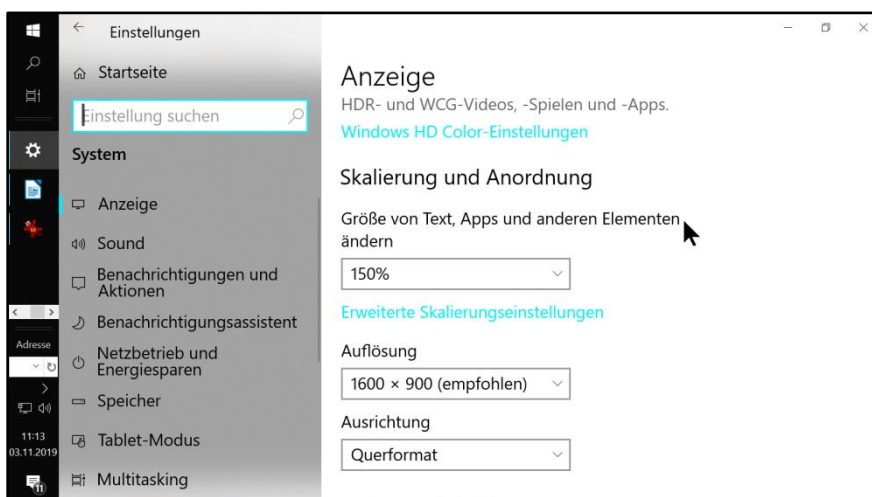 Einstellungen
Startseite
Einstellung suchen
System
Anzeige
Sound
Benachrichtigungen und
Aktionen
Benachrichtigungsassistent
Netzbetrieb und
Energiesparen
Speicher
Tablet-Modus
Multitasking
Anzeige
HDR- und WCG-Videos, -Spielen und -Apps.
Windows HD Color-Einstellungen
Skalierung und Anordnung
Größe von Text, Apps und anderen Elementen
ändern
150%
Erweiterte Skalierungseinstellungen
Auflösung
1600 × 900 (empfohlen)
Ausrichtung
Querformat
Adresse
11:13
03.11.2019
11